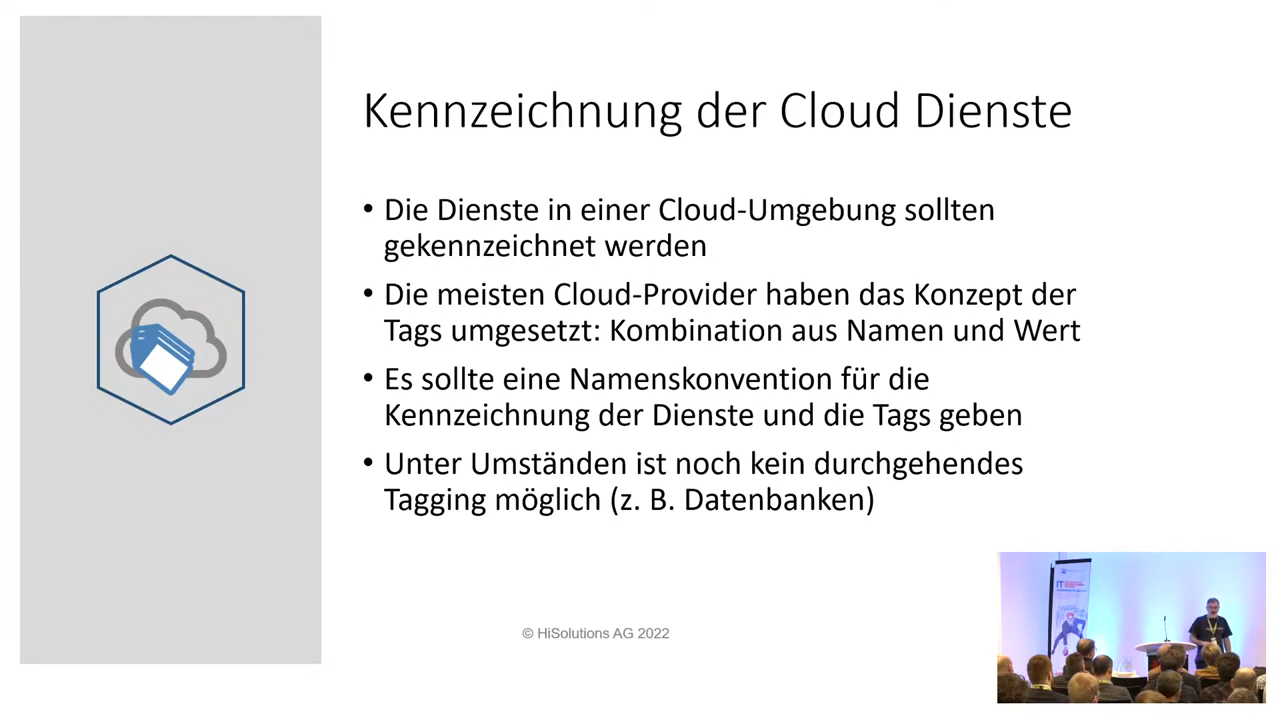 Kennzeichnung der Cloud Dienste
• Die Dienste in einer Cloud-Umgebung sollten
gekennzeichnet werden
• Die meisten Cloud-Provider haben das Konzept der
Tags umgesetzt: Kombination aus Namen und Wert
• Es sollte eine Namenskonvention für die
Kennzeichnung der Dienste und die Tags geben
• Unter Umständen ist noch kein durchgehendes
Tagging möglich (z. B. Datenbanken)
© HiSolutions AG 2022
IT